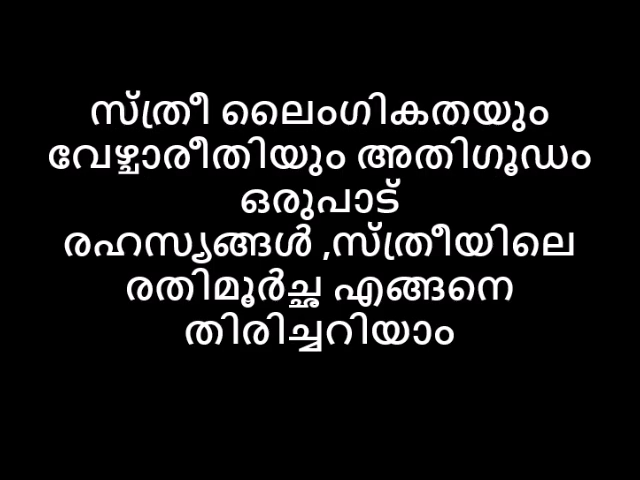 സ്ത്രീ ലൈംഗികതയും
വേഴ്ചാരീതിയും അതിഗൂഡം
ഒരുപാട്
രഹസ്യങ്ങൾ ,സ്ത്രീയിലെ
രതിമൂർച്ഛ എങ്ങനെ
തിരിച്ചറിയാം